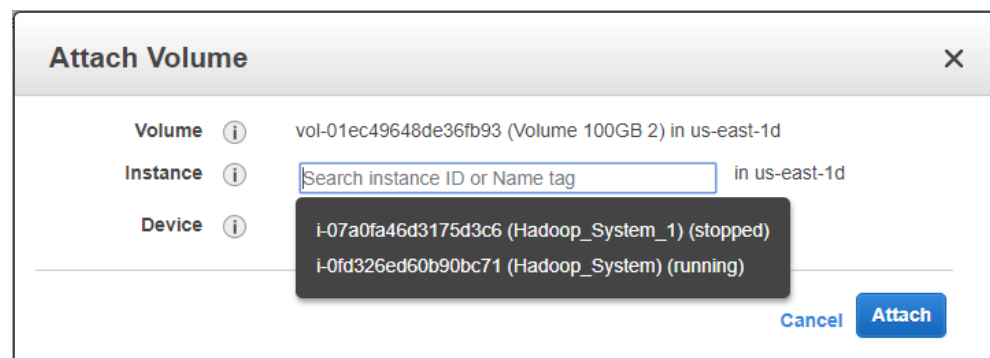 Attach Volume
Volume i vol-01ec49648de36fb93 (Volume 100GB 2) in us-east-1d
Instance i Search instance ID or Name tag in us-east-1d
Device i
i-07a0fa46d3175d3c6 (Hadoop_System_1) (stopped)
i-0fd326ed60b90bc71 (Hadoop_System) (running)
Cancel Attach